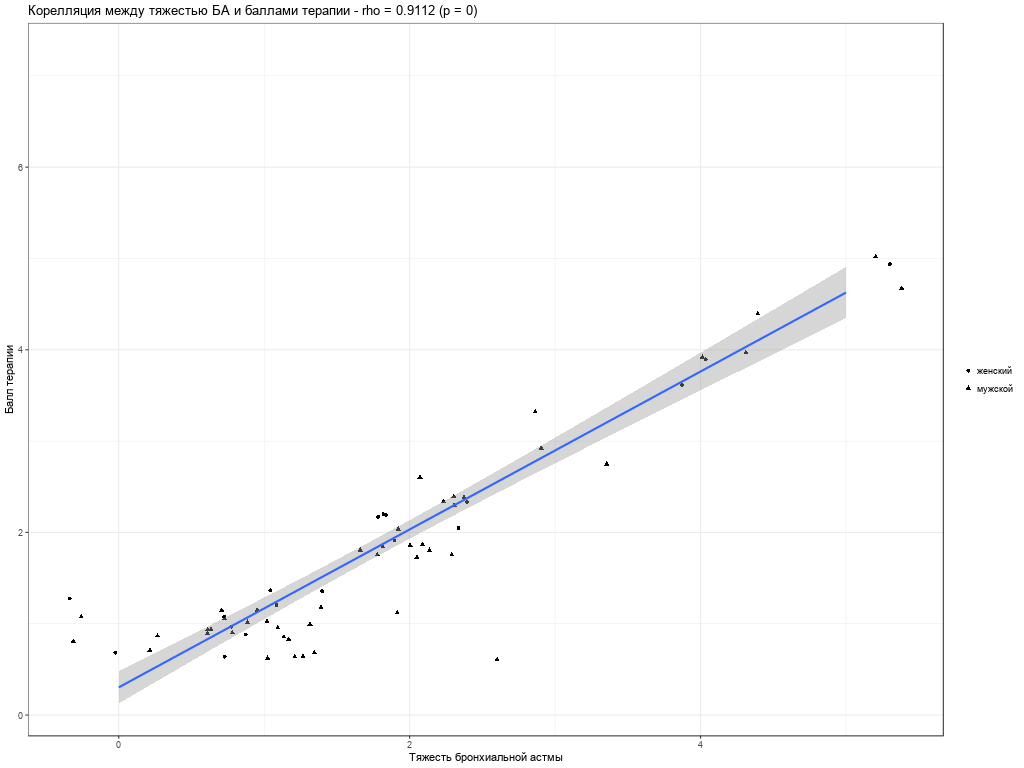 Корелляция между тяжестью БА и баллами терапии - rho = 0.9112 (p = 0)
6
4
2
0
Балл терапии
0
2
4
Тяжесть бронхиальной астмы
женский
мужской